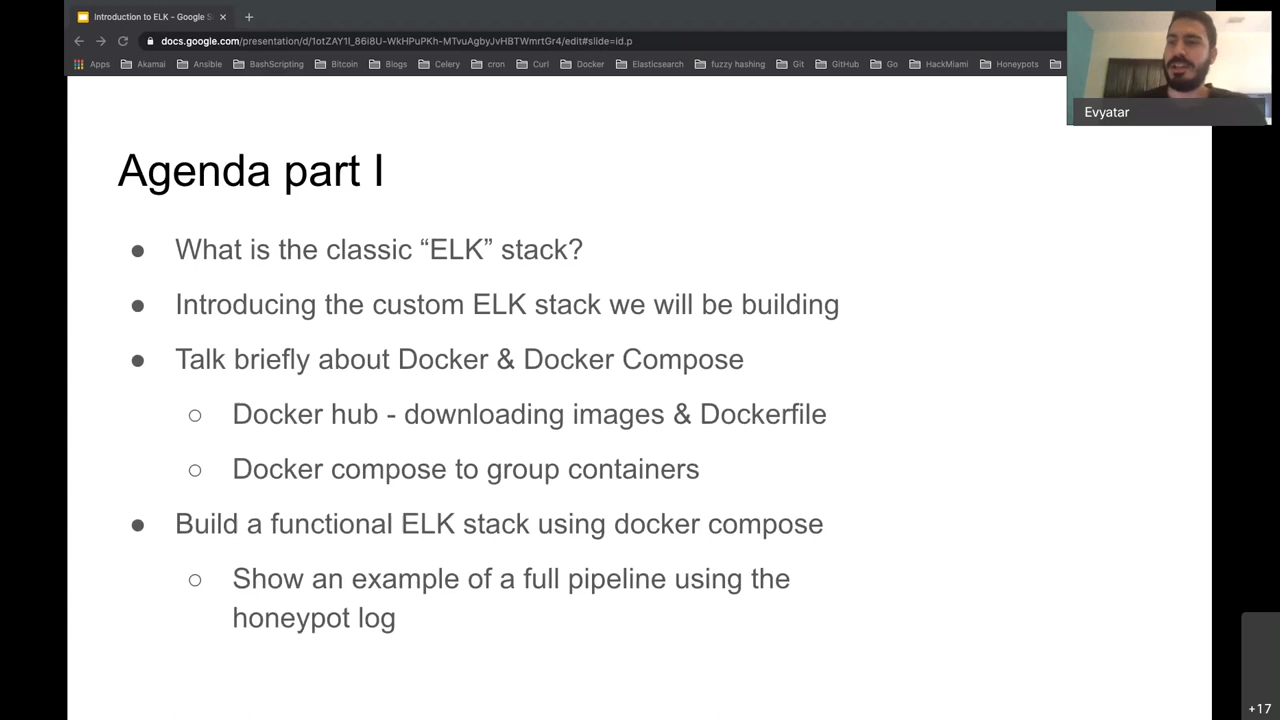 Introduction to ELK - Google S
docs.google.com/presentation/d/1otZAY1l_86i8U-WkHPuPKh-MTvuAgbyJvHBTWmrtGr4/edit#slide=id.p
Apps Akamai Ansible BashScripting Bitcoin Blogs Celery cron Curl Docker Elasticsearch fuzzy hashing Git GitHub Go HackMiami Honeypots
Evyatar
Agenda part I
● What is the classic “ELK” stack?
● Introducing the custom ELK stack we will be building
● Talk briefly about Docker & Docker Compose
○ Docker hub - downloading images & Dockerfile
○ Docker compose to group containers
● Build a functional ELK stack using docker compose
○ Show an example of a full pipeline using the
honeypot log
+17